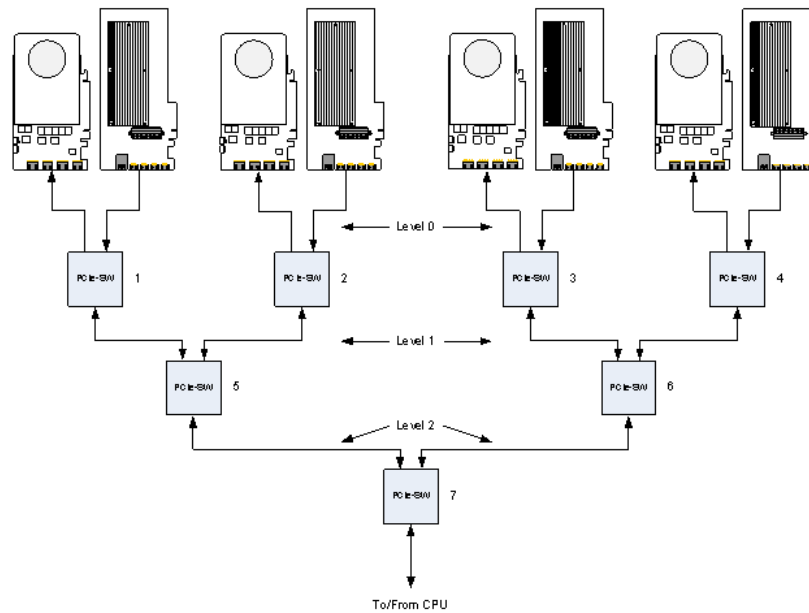 Level 0
PCIe-SW 1
PCIe-SW 2
PCIe-SW 3
PCIe-SW 4
Level 1
PCIe-SW 5
PCIe-SW 6
Level 2
PCIe-SW 7
To/From CPU